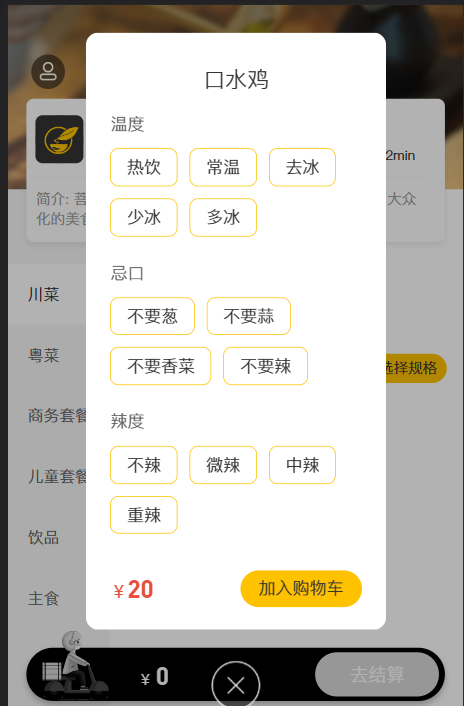 口水鸡
温度
热饮
常温
去冰
少冰
多冰
忌口
不要葱
不要蒜
不要香菜
不要辣
辣度
不辣
微辣
中辣
重辣
¥20
加入购物车
2min
简介: 菩
大众
化的美食
川菜
粤菜
商务套餐
儿童套餐
饮品
主食
选择规格
¥ 0
去结算